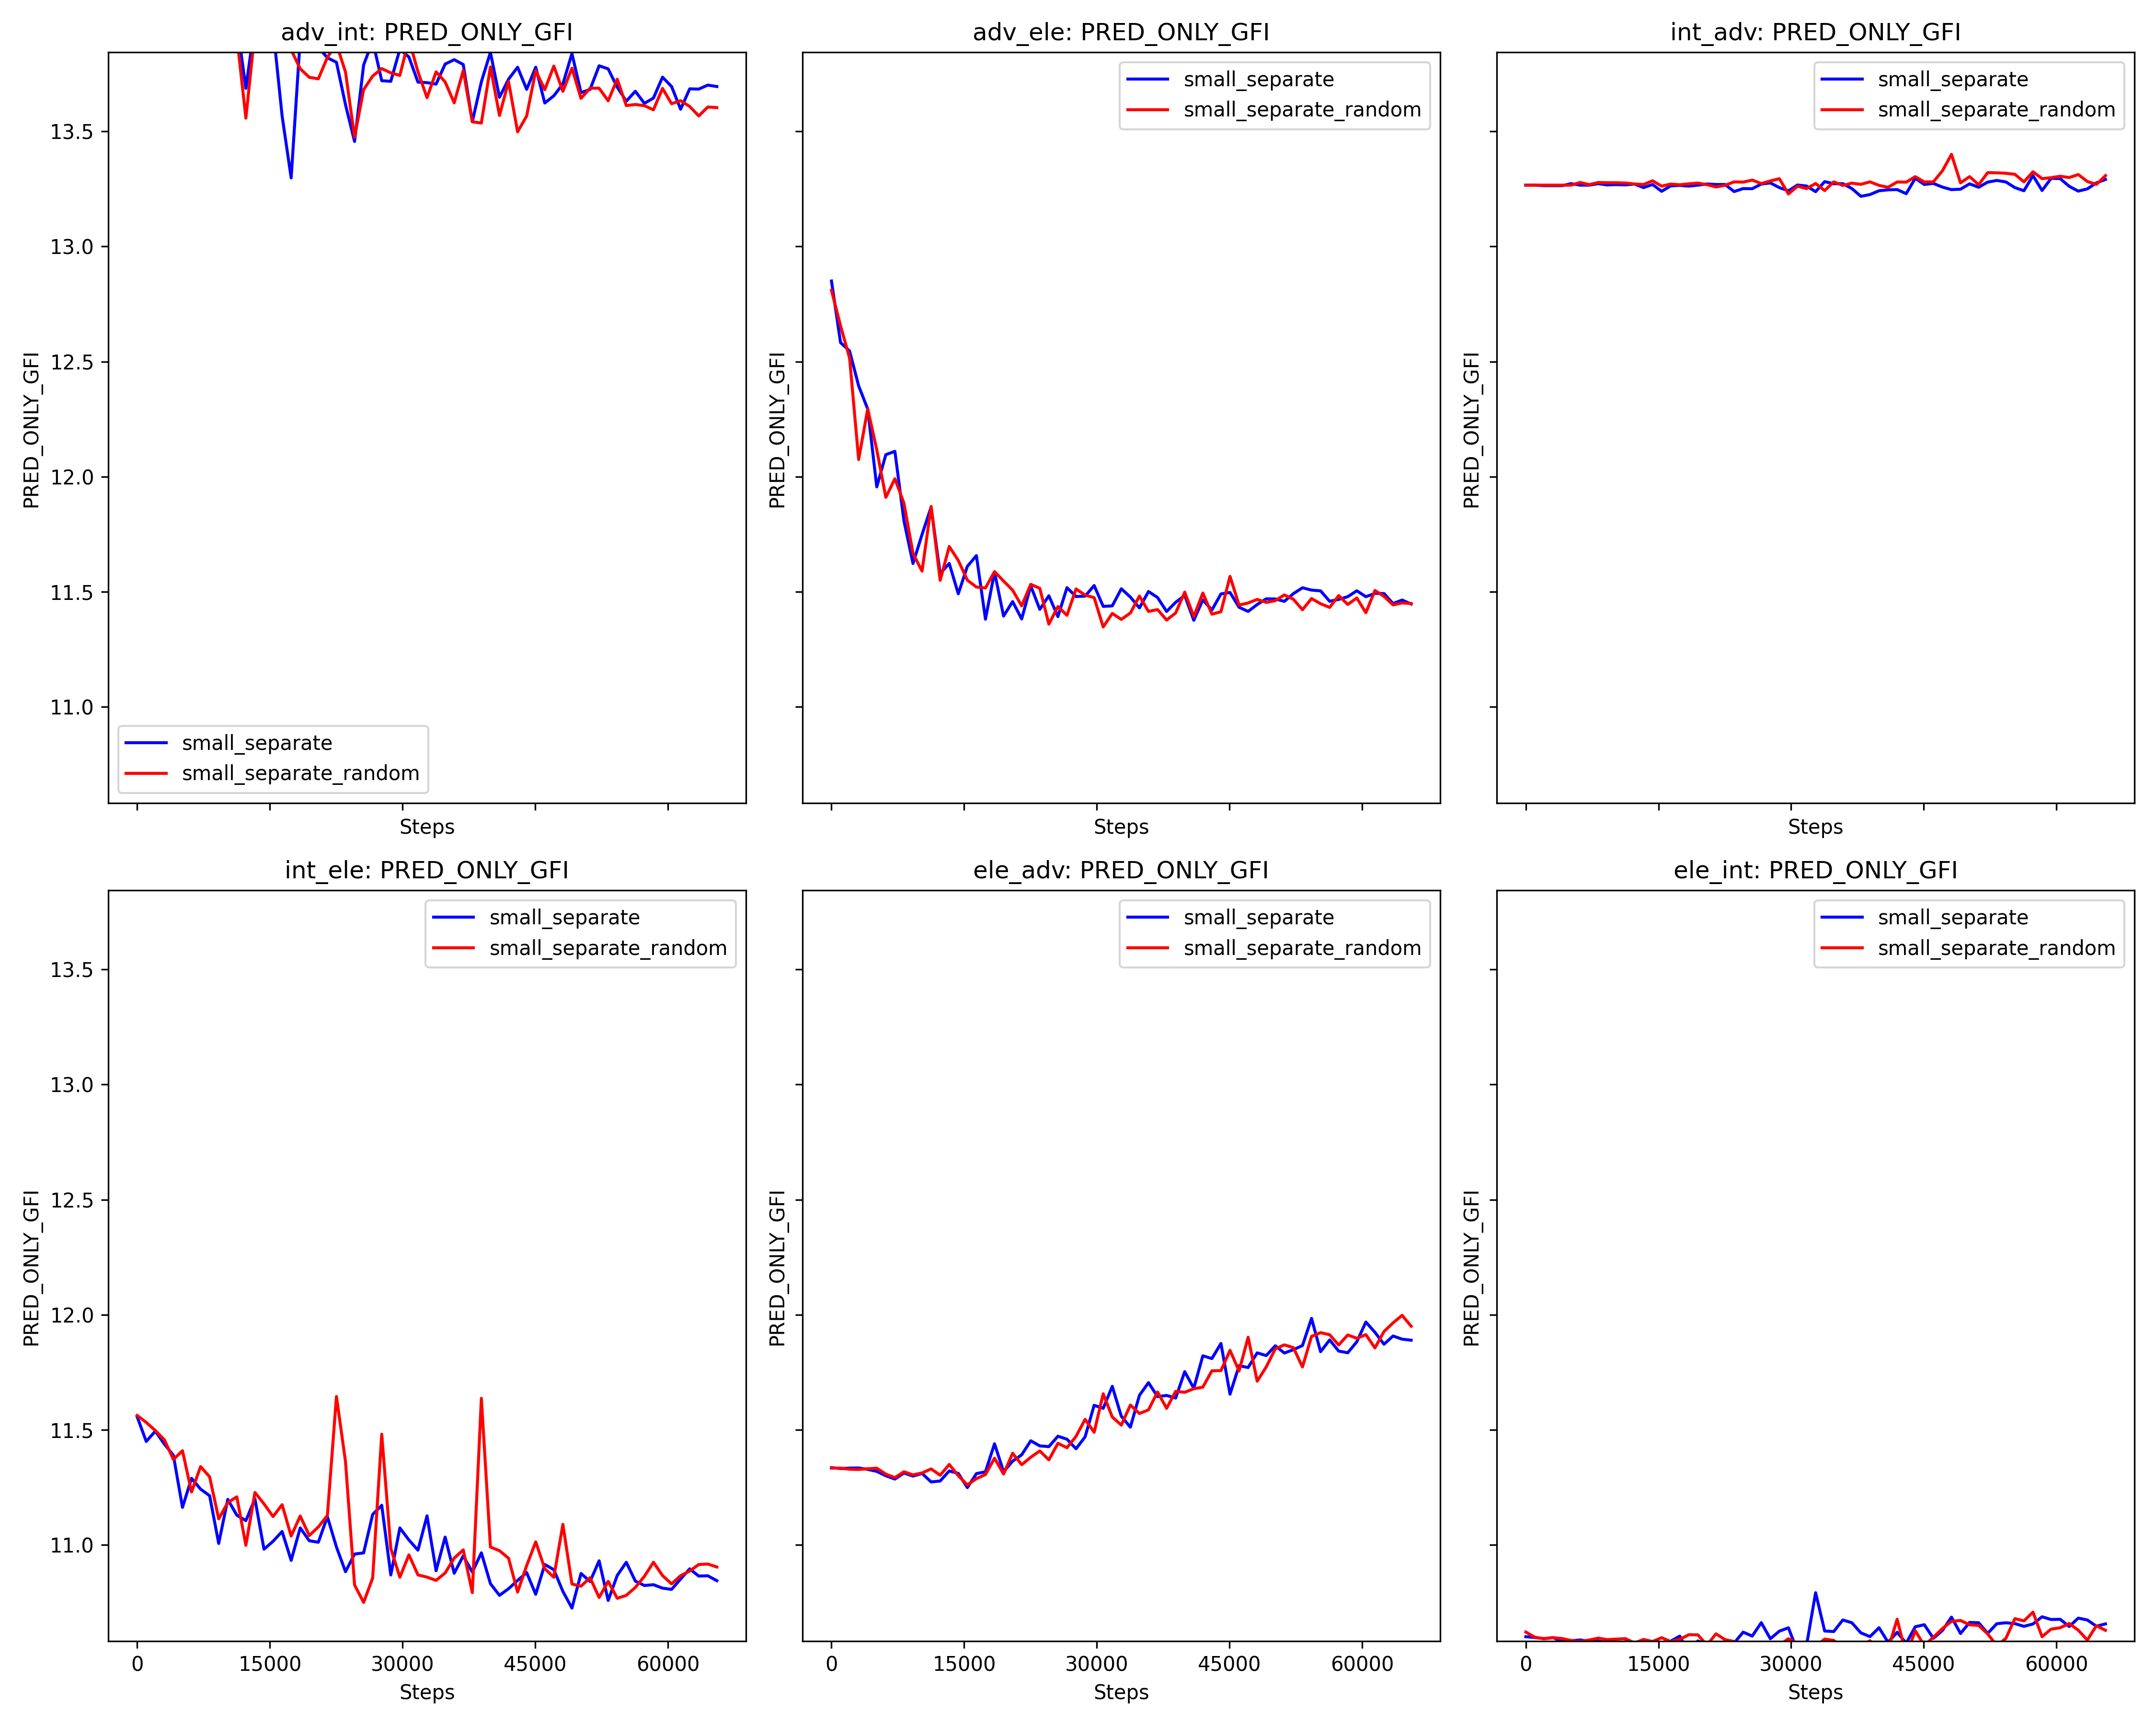 adv_int: PRED_ONLY_GFI
PRED_ONLY_GFI
13.5
13.0
12.5
12.0
11.5
11.0
small_separate
small_separate_random
Steps
adv_ele: PRED_ONLY_GFI
PRED_ONLY_GFI
small_separate
small_separate_random
Steps
int_adv: PRED_ONLY_GFI
PRED_ONLY_GFI
small_separate
small_separate_random
Steps
int_ele: PRED_ONLY_GFI
PRED_ONLY_GFI
13.5
13.0
12.5
12.0
11.5
11.0
small_separate
small_separate_random
0 15000 30000 45000 60000
Steps
ele_adv: PRED_ONLY_GFI
PRED_ONLY_GFI
small_separate
small_separate_random
0 15000 30000 45000 60000
Steps
ele_int: PRED_ONLY_GFI
PRED_ONLY_GFI
small_separate
small_separate_random
0 15000 30000 45000 60000
Steps